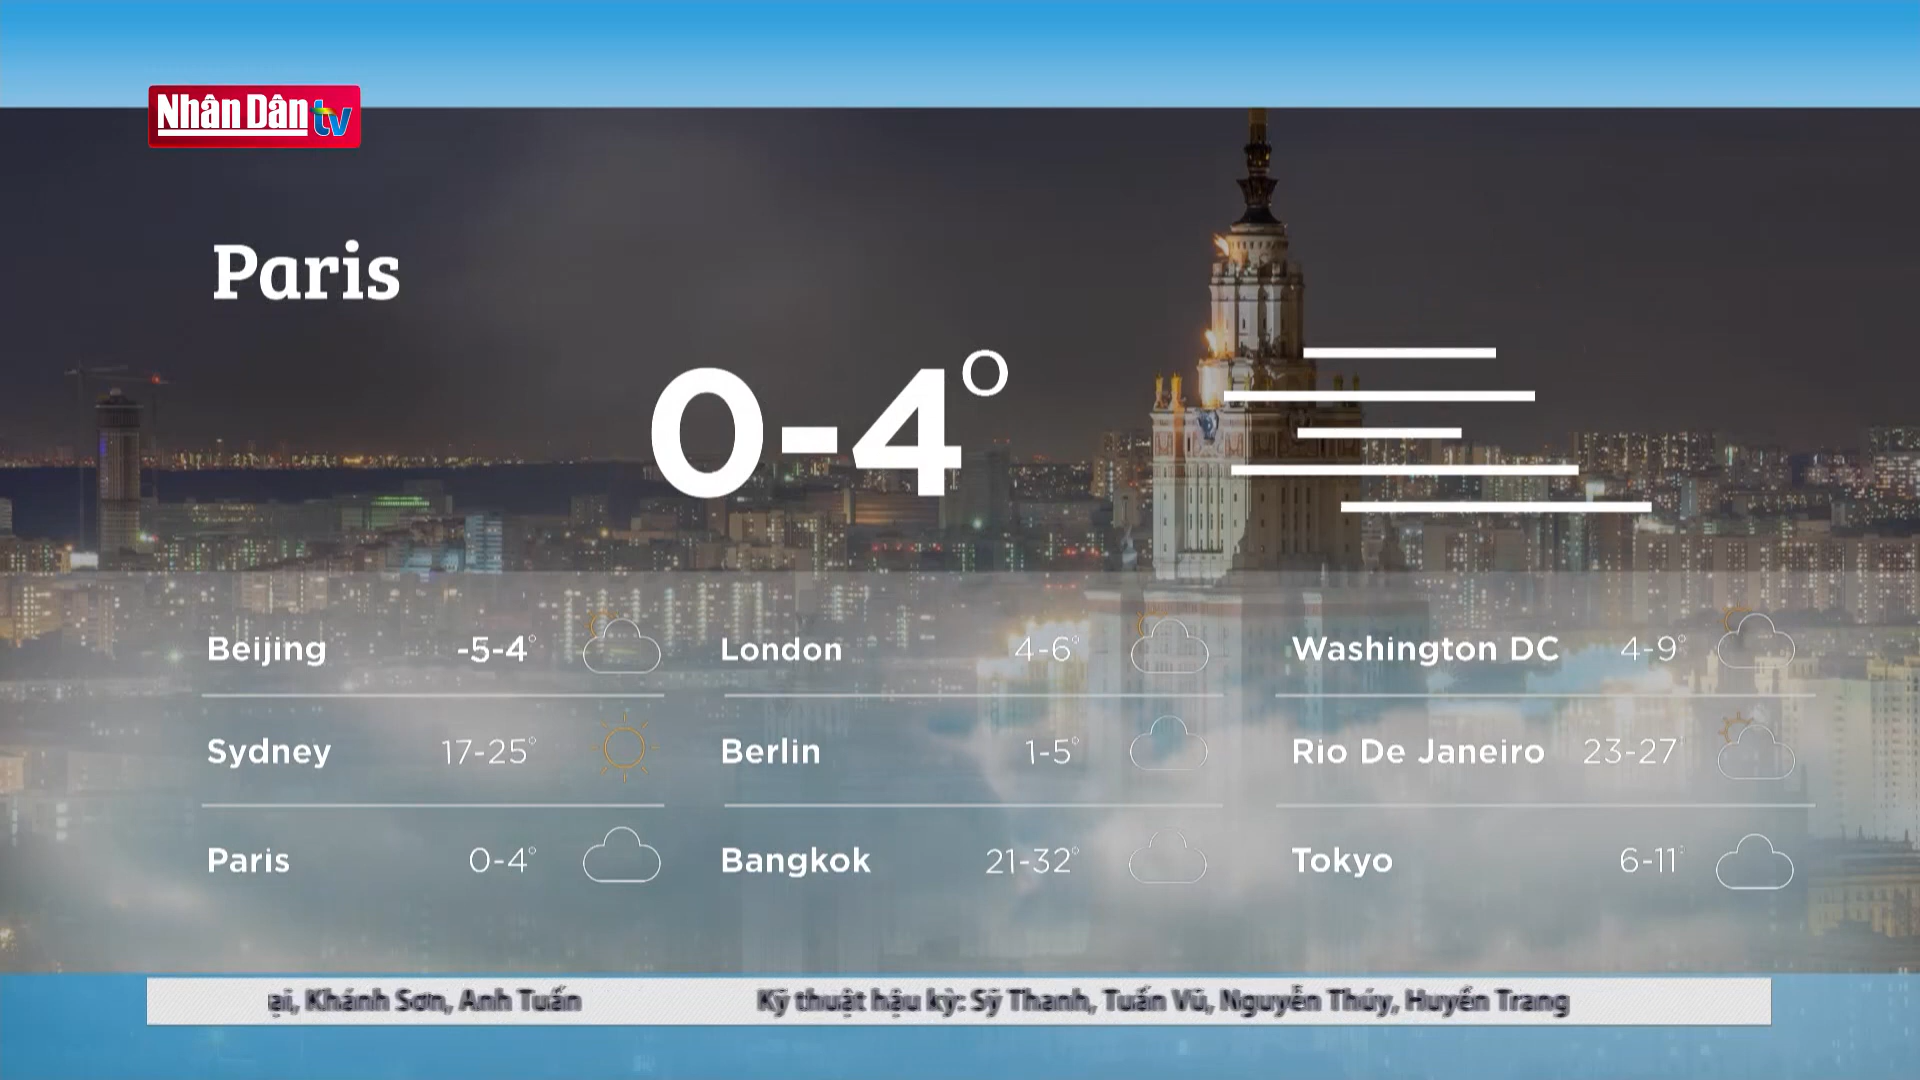 Nhân Dân tv
Paris
0-4°
Beijing -5-4°
London 4-6°
Washington DC 4-9°
Sydney 17-25°
Berlin 1-5°
Rio De Janeiro 23-27°
Paris 0-4°
Bangkok 21-32°
Tokyo 6-11°
ại, Khánh Sơn, Anh Tuấn Kỹ thuật hậu kỳ: Sỹ Thanh, Tuấn Vũ, Nguyễn Thúy, Huyền Trang